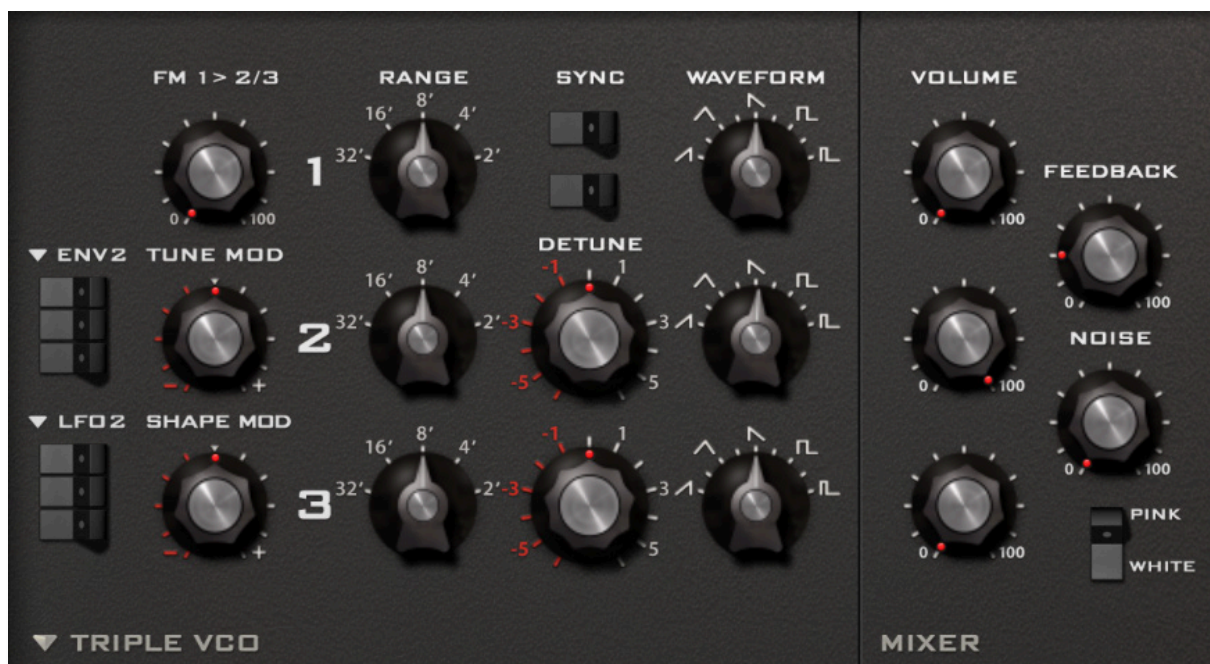 FM 1> 2/3 RANGE SYNC WAVEFORM VOLUME
1
32' 16' 8' 4' 2'
0 100
0 100
FEEDBACK
0 100
ENV2 TUNE MOD
- +
2
32' 16' 8' 4' 2'
DETUNE
-5 -3 -1 1 3 5
0 100
NOISE
0 100
LFO2 SHAPE MOD
- +
3
32' 16' 8' 4' 2'
-5 -3 -1 1 3 5
0 100
PINK
WHITE
TRIPLE VCO
MIXER